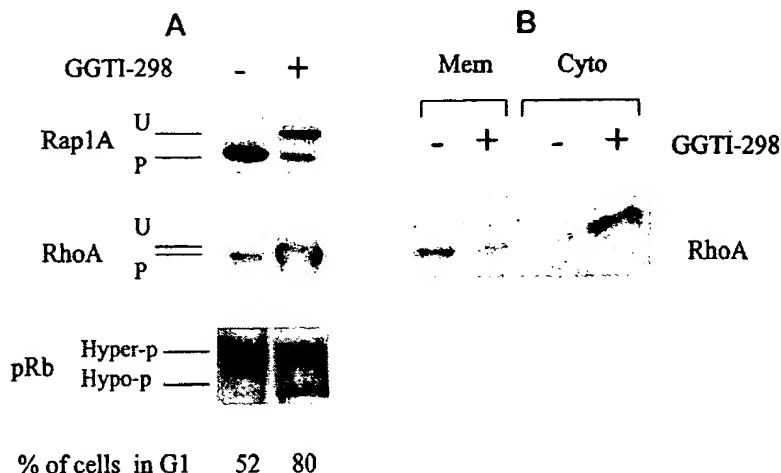 A
GGTI-298 - +
Rap1A
U
P
RhoA
U
P
pRb
Hyper-p
Hypo-p
% of cells in G1 52 80
B
Mem Cyto
- + - + GGTI-298
RhoA